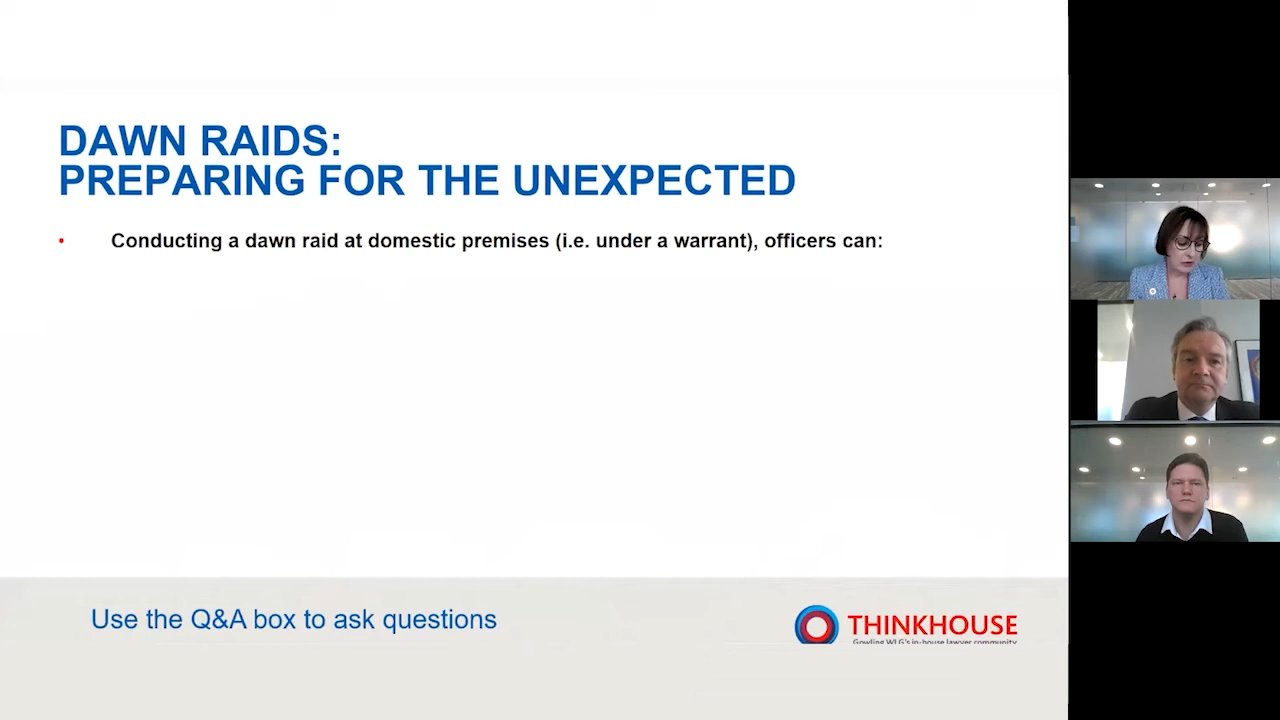 DAWN RAIDS:
PREPARING FOR THE UNEXPECTED
• Conducting a dawn raid at domestic premises (i.e. under a warrant), officers can:
Use the Q&A box to ask questions
THINKHOUSE
Gowling WLG's in-house lawyer community